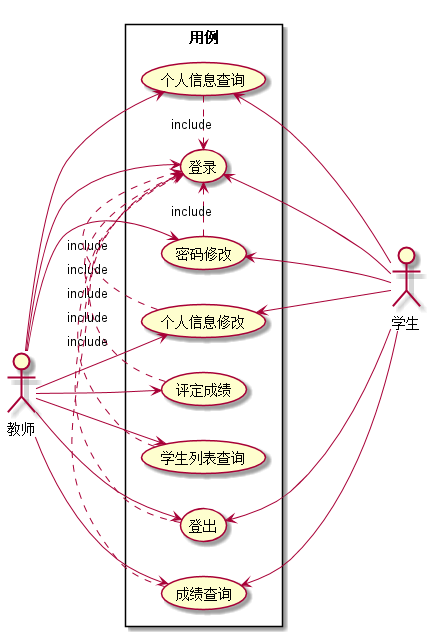 用例
个人信息查询
include
登录
include
密码修改
include
include
include
include
include
个人信息修改
学生
评定成绩
教师
学生列表查询
登出
成绩查询